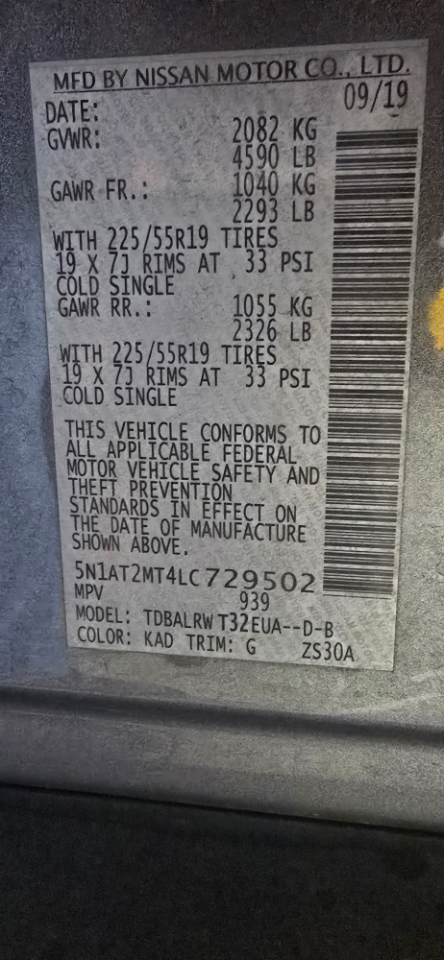 MFD BY NISSAN MOTOR CO., LTD.
DATE: 09/19
GVWR: 2082 KG
4590 LB
GAWR FR.: 1040 KG
2293 LB
WITH 225/55R19 TIRES
19 X 7J RIMS AT 33 PSI
COLD SINGLE
GAWR RR.: 1055 KG
2326 LB
WITH 225/55R19 TIRES
19 X 7J RIMS AT 33 PSI
COLD SINGLE
THIS VEHICLE CONFORMS TO
ALL APPLICABLE FEDERAL
MOTOR VEHICLE SAFETY AND
THEFT PREVENTION
STANDARDS IN EFFECT ON
THE DATE OF MANUFACTURE
SHOWN ABOVE.
5N1AT2MT4LC729502
MPV 939
MODEL: TDBALRW T32EUA--D-B
COLOR: KAD TRIM: G ZS30A